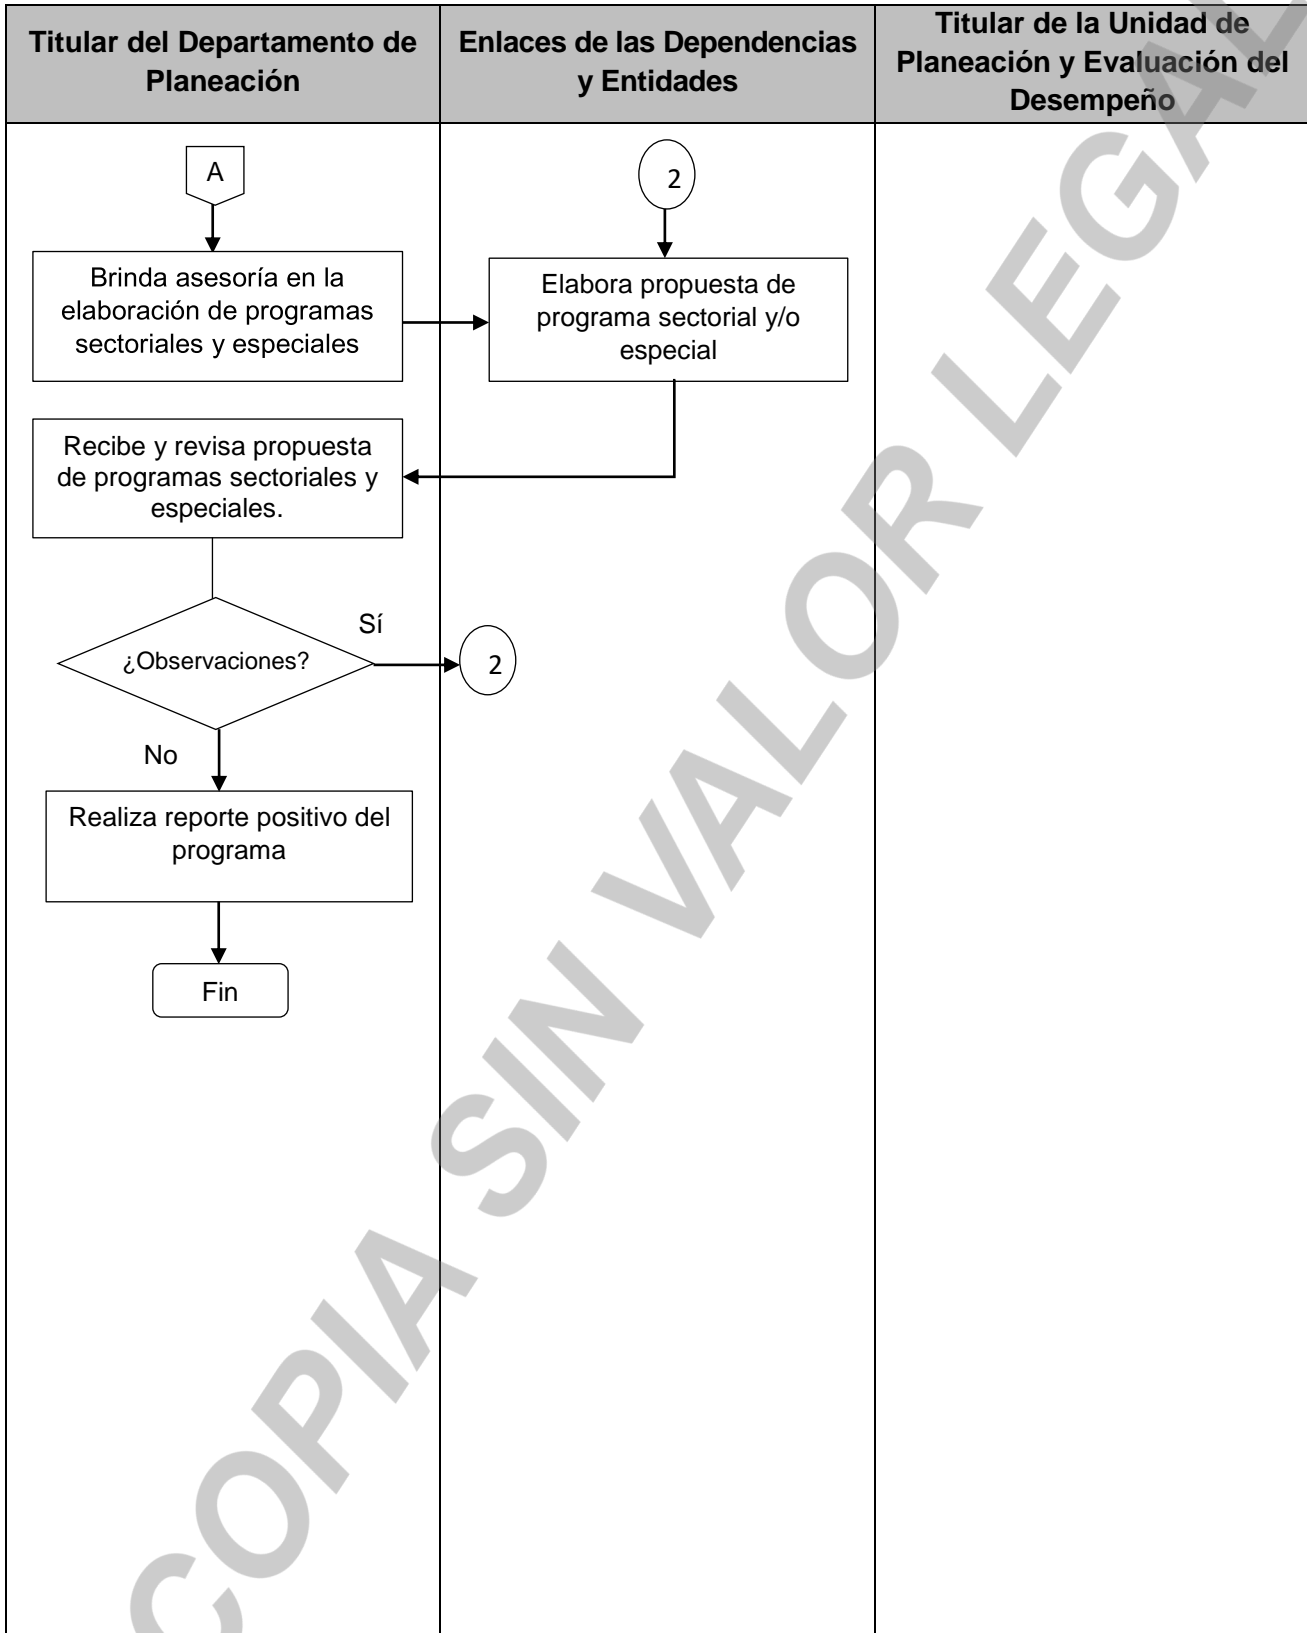 Titular del Departamento de
Planeación
Enlaces de las Dependencias
y Entidades
Titular de la Unidad de
Planeación y Evaluación del
Desempeño
A
2
Brinda asesoría en la
elaboración de programas
sectoriales y especiales
Elabora propuesta de
programa sectorial y/o
especial
Recibe y revisa propuesta
de programas sectoriales y
especiales.
¿Observaciones?
Sí
2
No
Realiza reporte positivo del
programa
Fin
COPIA SIN VALOR LEGAL